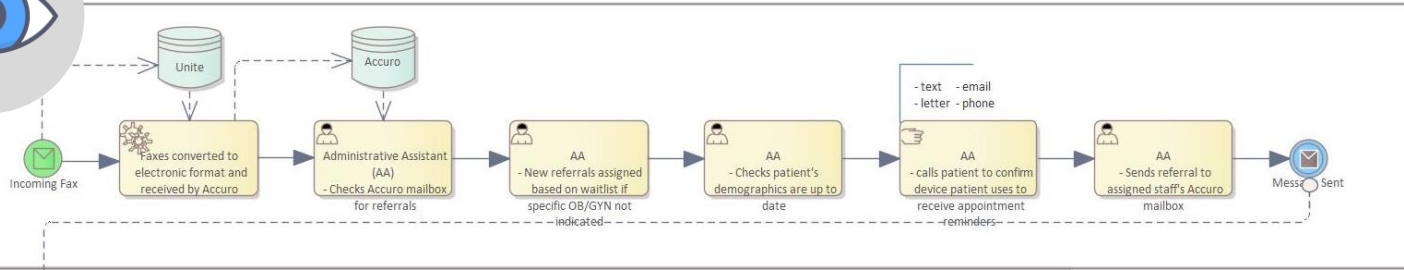 Unite
Accuro
- text - email
- letter - phone
Incoming Fax
Faxes converted to
electronic format and
received by Accuro
Administrative Assistant
(AA)
- Checks Accuro mailbox
for referrals
AA
- New referrals assigned
based on waitlist if
specific OB/GYN not
indicated
AA
- Checks patient's
demographics are up to
date
AA
- calls patient to confirm
device patient uses to
receive appointment
reminders
AA
- Sends referral to
assigned staff's Accuro
mailbox
Sent